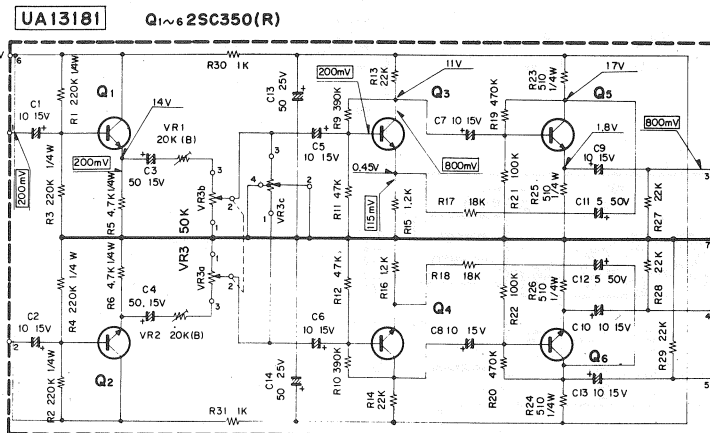 UA13181 Q1~6 2SC350(R)
V
6
R30 1K
C13
50 25V
200mV
R13
22K
11V
Q3
R23
510
1/4W
17V
Q5
Q1
R1 220K 1/4W
C1
10 15V
14V
VR1
20K(B)
R9 390K
C5
10 15V
C7 10 15V
R19 470K
1.8V
800mV
C9
10 15V
3
200mV
200mV
C3
50 15V
3
VR3b
2
1
3
4
2
VR3c
1
0.45V
800mV
115mV
R3 220K 1/4W
R5 4.7K 1/4W
50K
R11 47K
R15 1.2K
R17 18K
R21 100K
R25
510
1/4W
C11 5 50V
R27 22K
7
R4 220K 1/4W
R6 4.7K 1/4W
VR3
1
VR3a
2
3
R12 47K
R16 1.2K
R18 18K
R22 100K
R26
510
1/4W
C12 5 50V
R28 22K
C4
50, 15V
VR2 20K(B)
C2
10 15V
2
C6
10 15V
Q4
C8 10 15V
C10 10 15V
4
Q2
R2 220K 1/4W
C14
50 25V
R10 390K
R14
22K
R20 470K
Q6
R29 22K
C13 10 15V
5
R31 1K
R24
510
1/4W